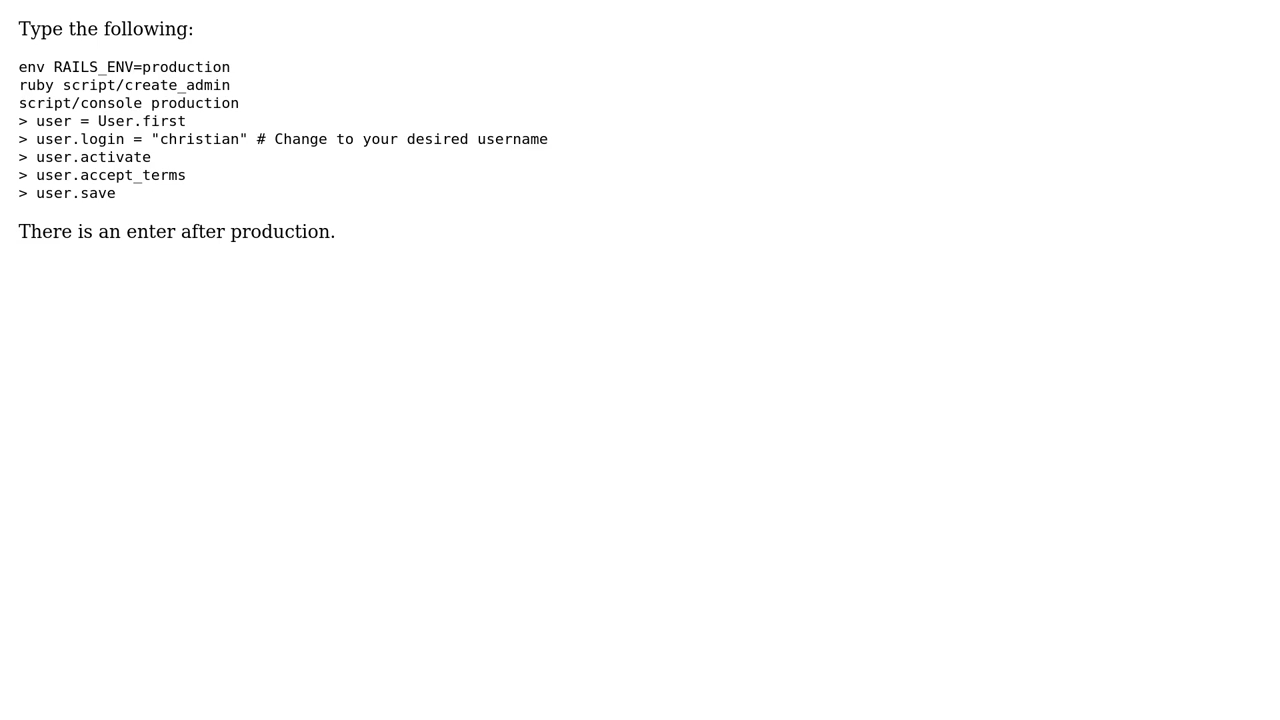 Type the following:
env RAILS_ENV=production
ruby script/create_admin
script/console production
> user = User.first
> user.login = "christian" # Change to your desired username
> user.activate
> user.accept_terms
> user.save
There is an enter after production.